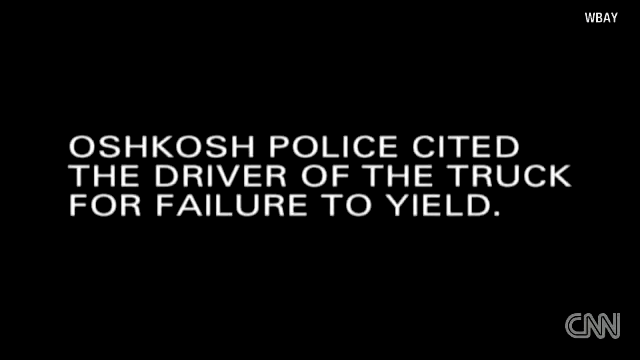 WBAY
OSHKOSH POLICE CITED
THE DRIVER OF THE TRUCK
FOR FAILURE TO YIELD.
CNN